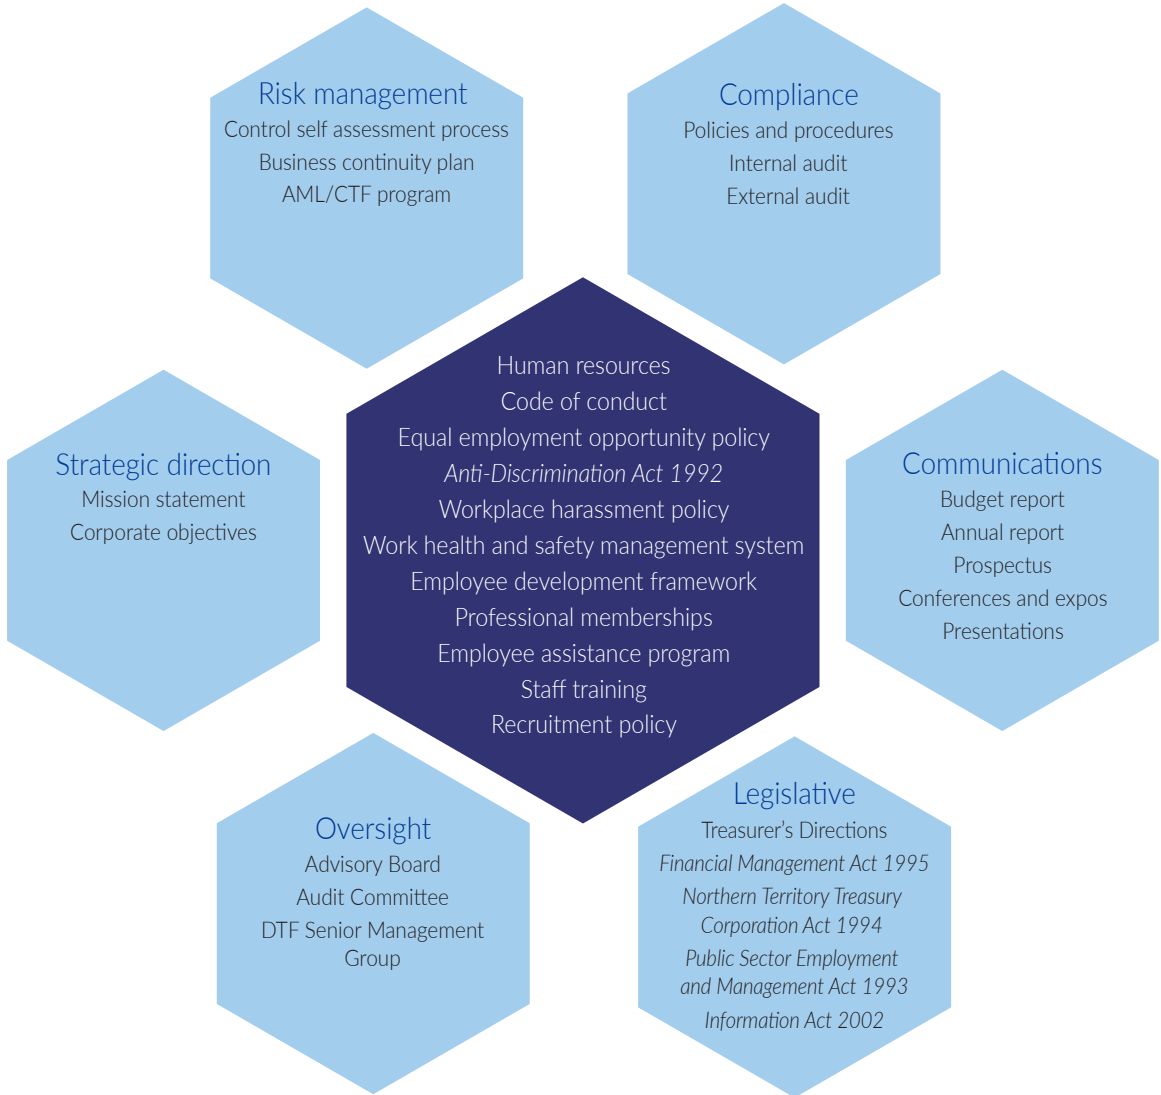 Risk management
Control self assessment process
Business continuity plan
AML/CTF program
Compliance
Policies and procedures
Internal audit
External audit
Human resources
Code of conduct
Equal employment opportunity policy
Anti-Discrimination Act 1992
Workplace harassment policy
Work health and safety management system
Employee development framework
Professional memberships
Employee assistance program
Staff training
Recruitment policy
Strategic direction
Mission statement
Corporate objectives
Communications
Budget report
Annual report
Prospectus
Conferences and expos
Presentations
Oversight
Advisory Board
Audit Committee
DTF Senior Management
Group
Legislative
Treasurer’s Directions
Financial Management Act 1995
Northern Territory Treasury
Corporation Act 1994
Public Sector Employment
and Management Act 1993
Information Act 2002